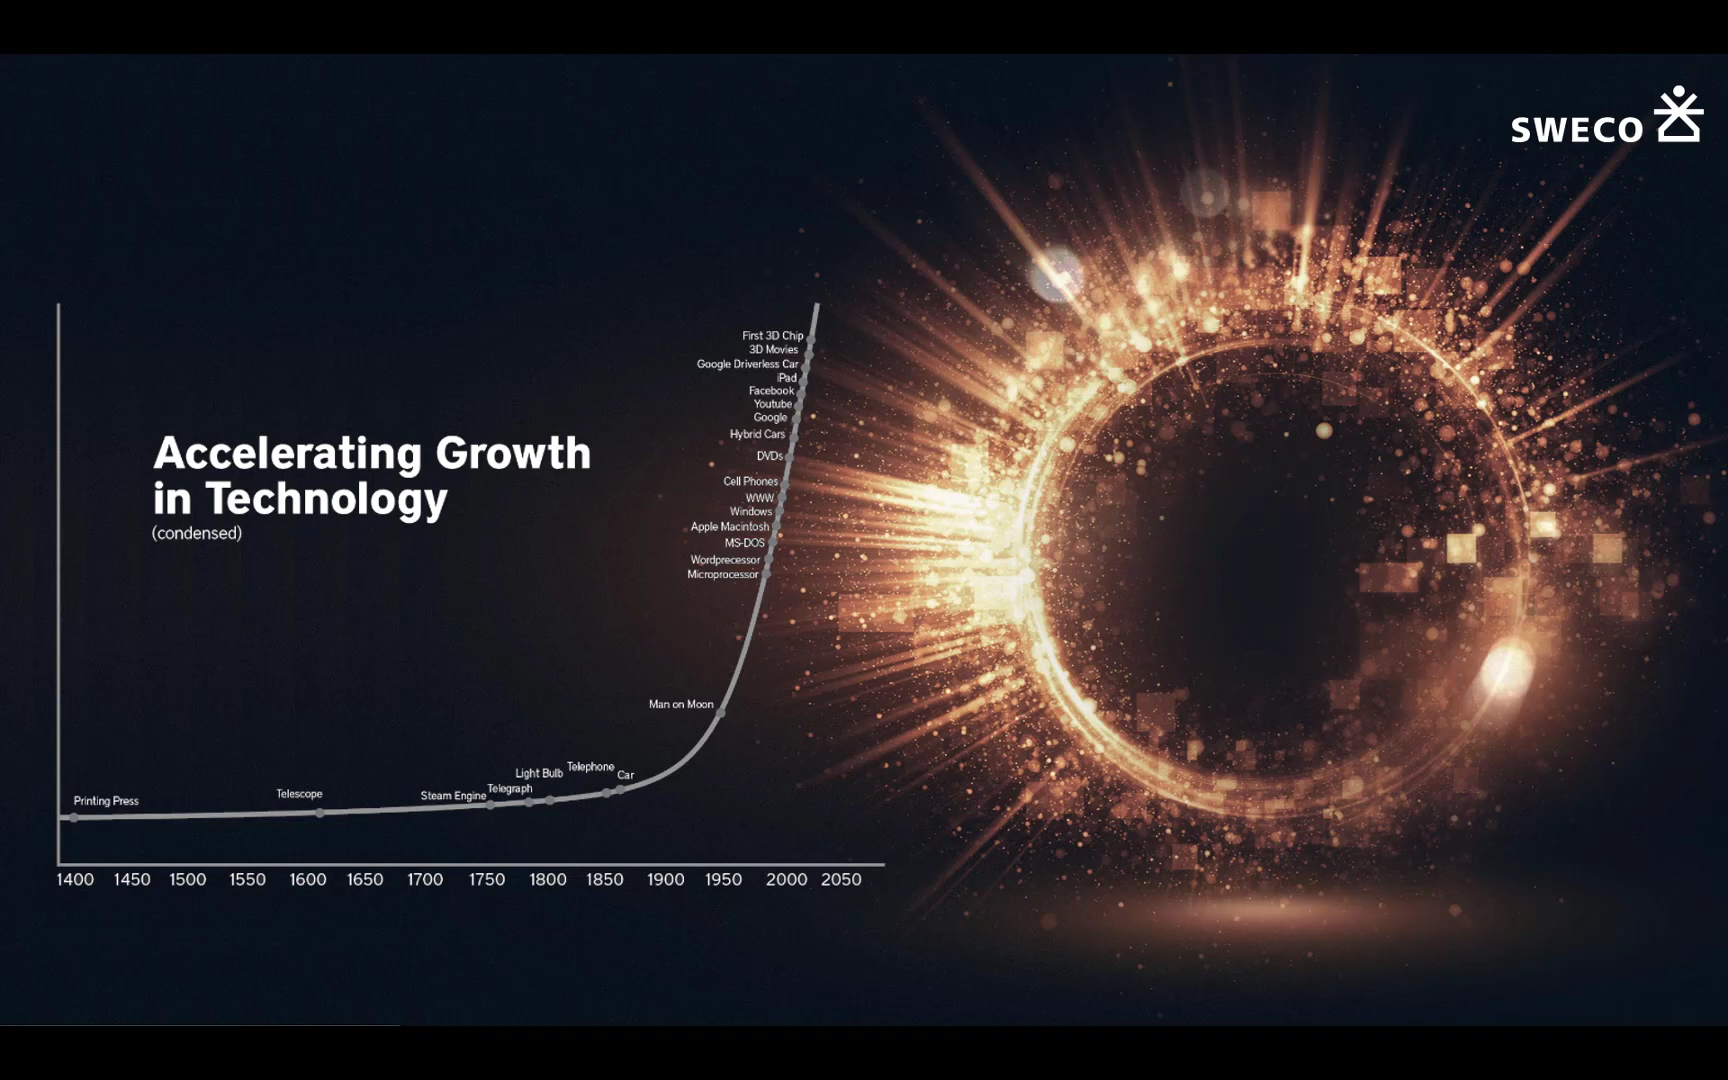 SWECO
First 3D Chip
3D Movies
Google Driverless Car
iPad
Facebook
Youtube
Google
Hybrid Cars
DVDs
Cell Phones
WWW
Windows
Apple Macintosh
MS-DOS
Wordprecessor
Microprocessor
Accelerating Growth
in Technology
(condensed)
Man on Moon
Telephone
Light Bulb
Car
Telegraph
Steam Engine
Telescope
Printing Press
1400 1450 1500 1550 1600 1650 1700 1750 1800 1850 1900 1950 2000 2050